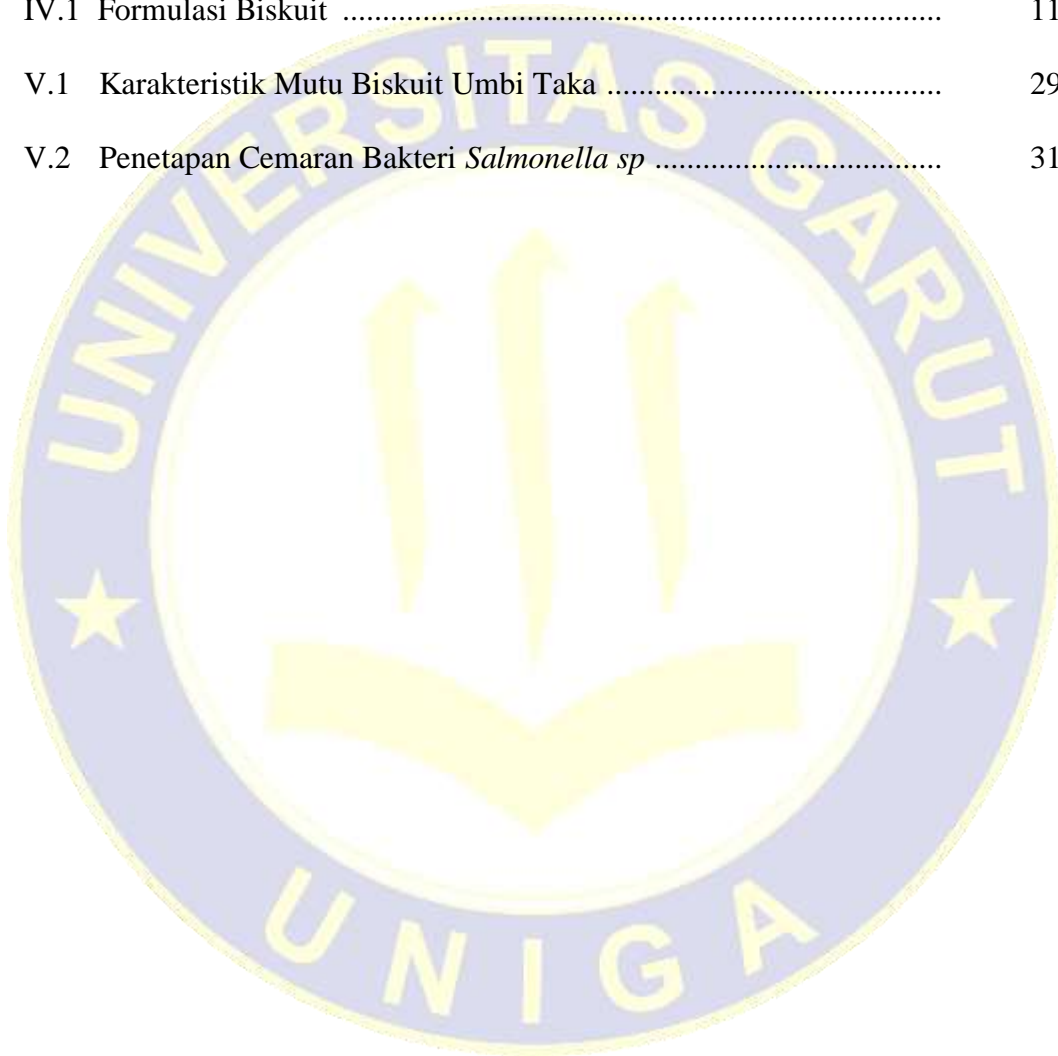 IV.1 Formulasi Biskuit ........................................................................ 11
V.1 Karakteristik Mutu Biskuit Umbi Taka ......................................... 29
V.2 Penetapan Cemaran Bakteri Salmonella sp ................................... 31
UNIVERSITAS GARUT
UNIGA